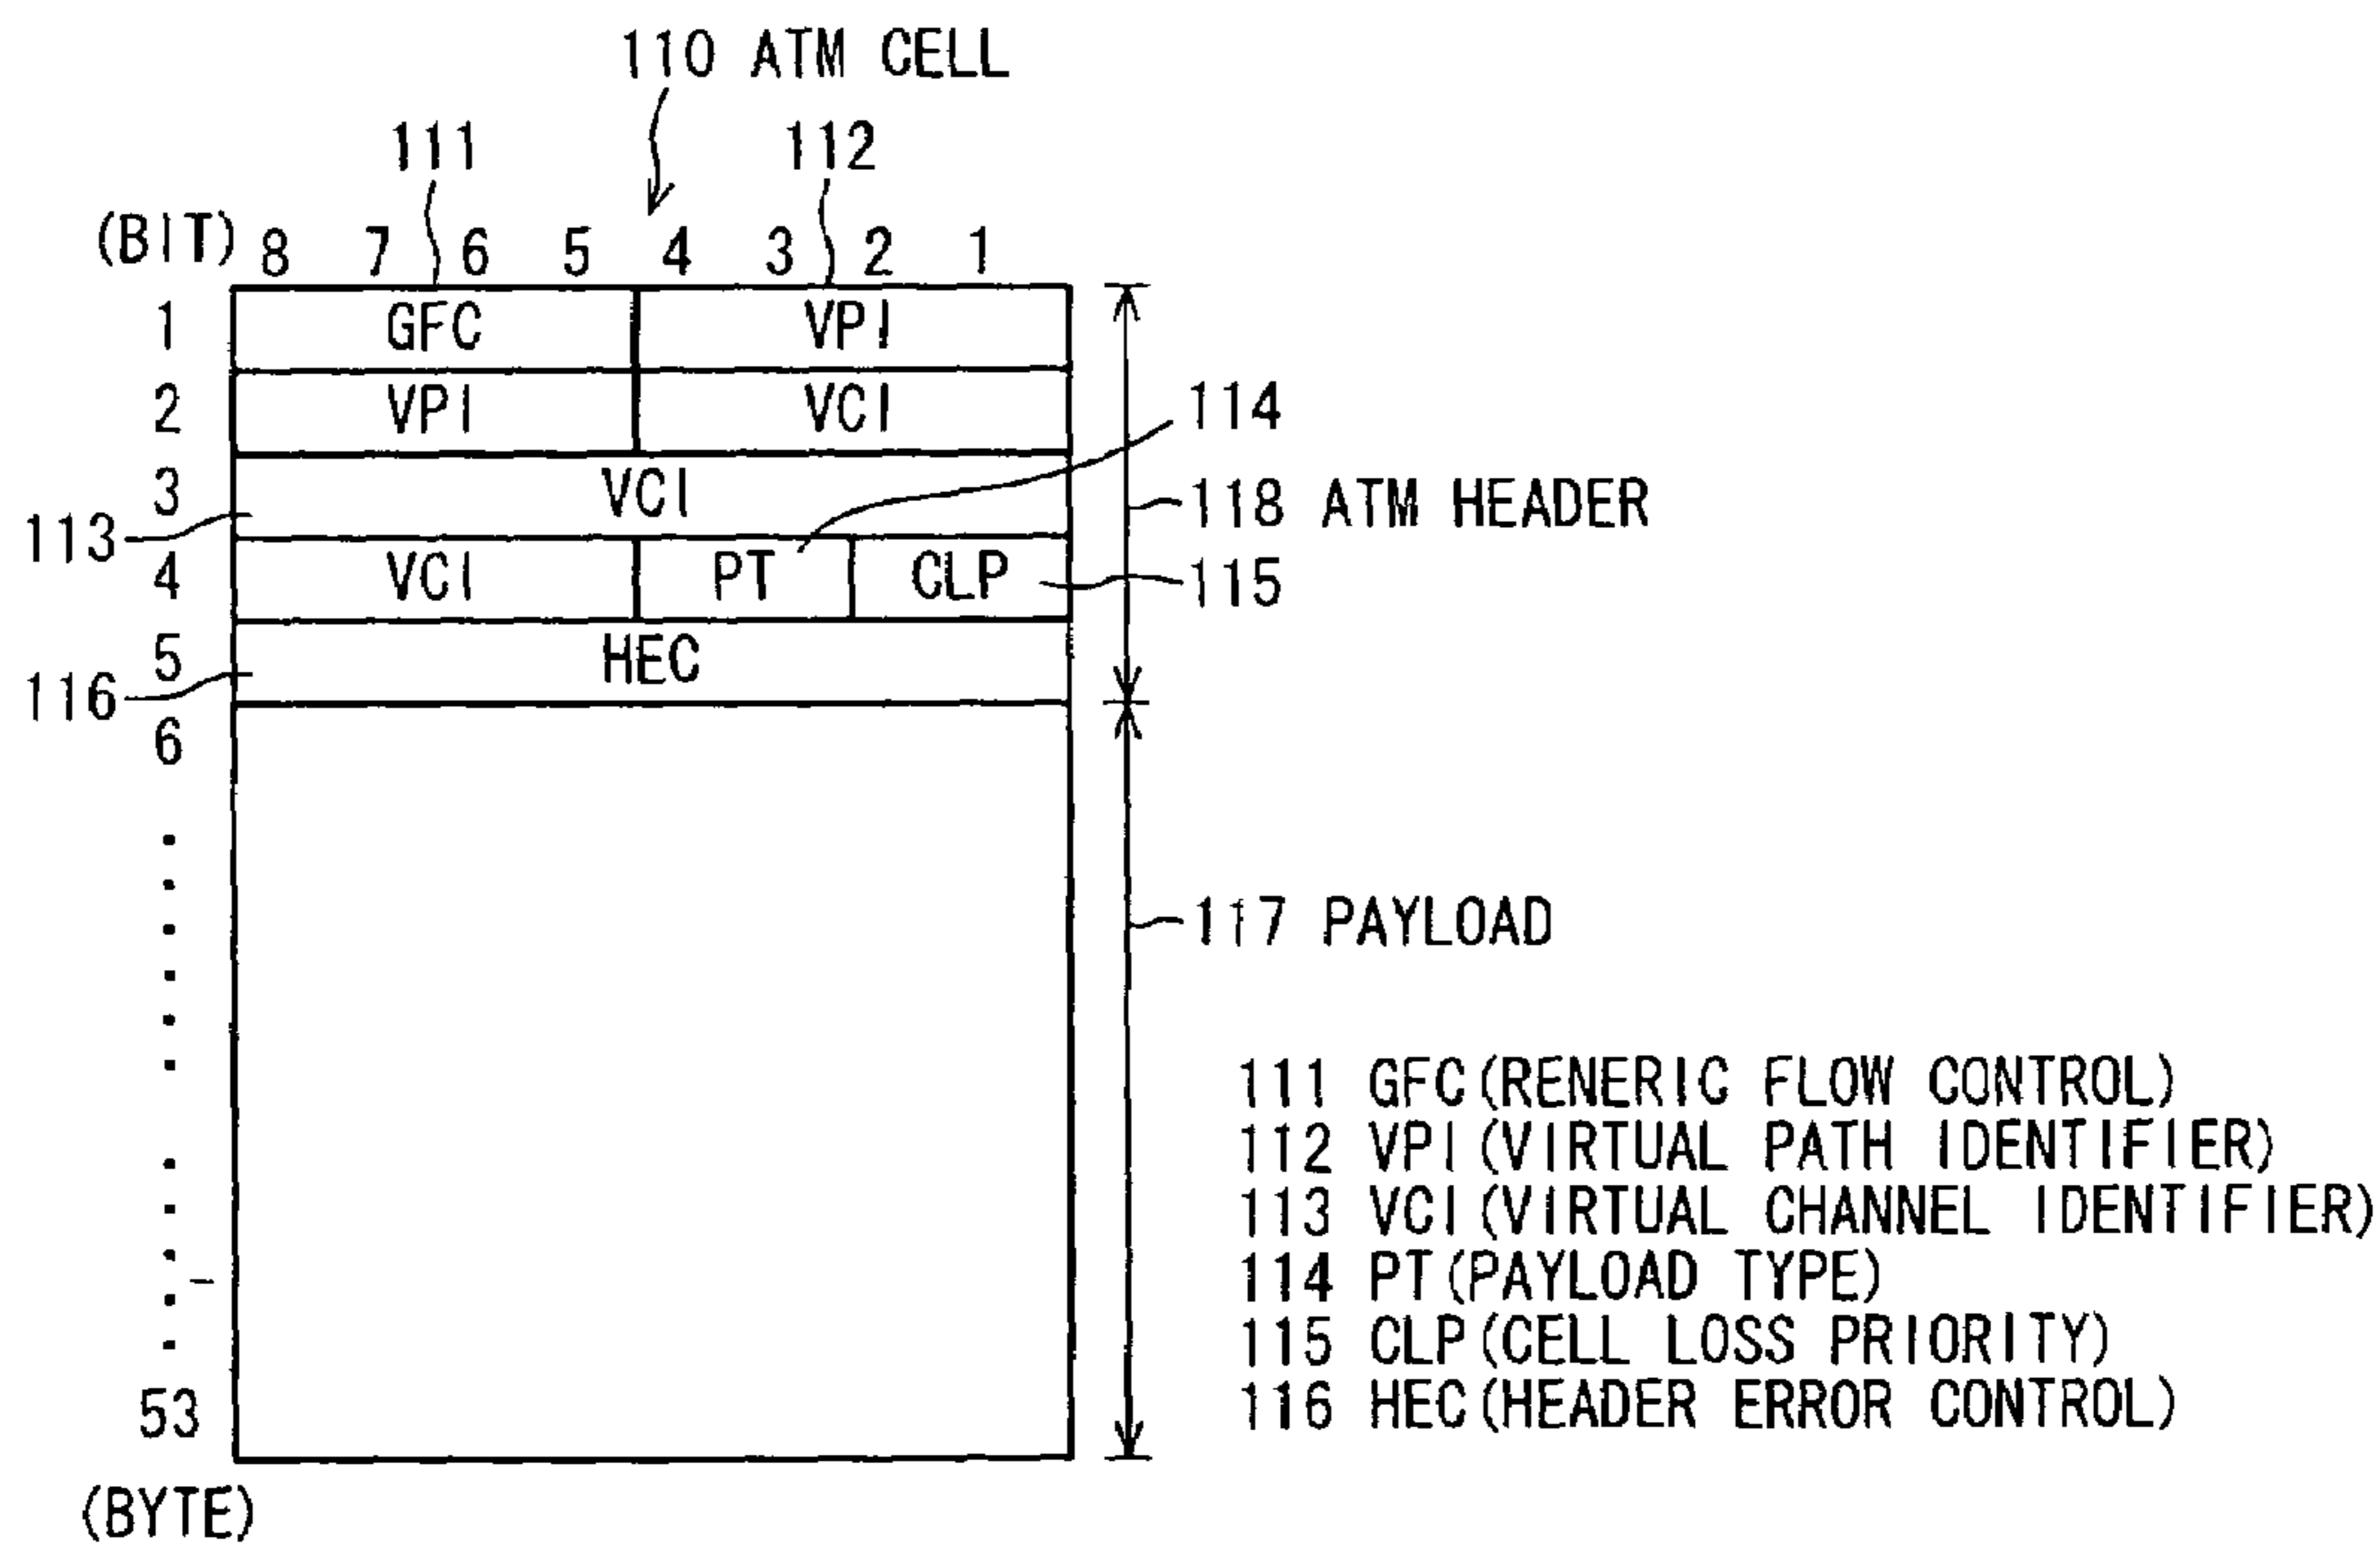 110 ATM CELL
111 112
(BIT) 8 7 6 5 4 3 2 1
1 GFC VPI
2 VPI VCI
114
3 VCI
118 ATM HEADER
113
4 VCI PT CLP 115
5 HEC
116
6
117 PAYLOAD
111 GFC(RENERIC FLOW CONTROL)
112 VPI(VIRTUAL PATH IDENTIFIER)
113 VCI(VIRTUAL CHANNEL IDENTIFIER)
114 PT(PAYLOAD TYPE)
115 CLP(CELL LOSS PRIORITY)
116 HEC(HEADER ERROR CONTROL)
53
(BYTE)